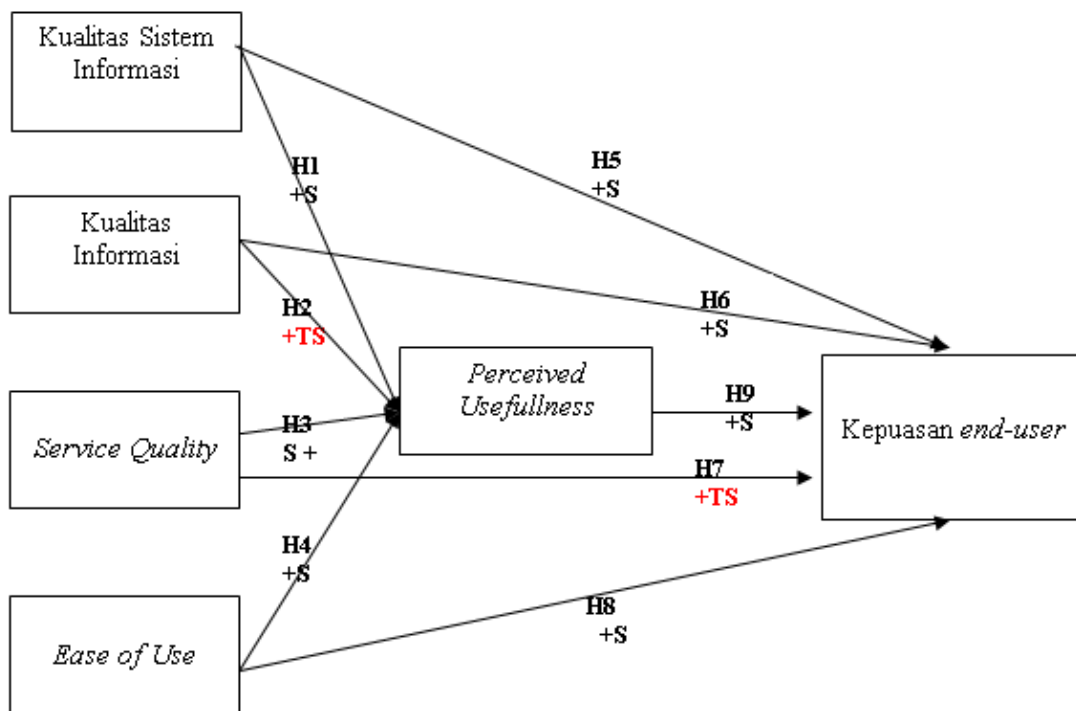 Kualitas Sistem
Informasi
H1
+S
H5
+S
Kualitas
Informasi
H2
+TS
H6
+S
Perceived
Usefullness
H9
+S
Kepuasan end-user
Service Quality
H3
S +
H7
+TS
H4
+S
Ease of Use
H8
+S